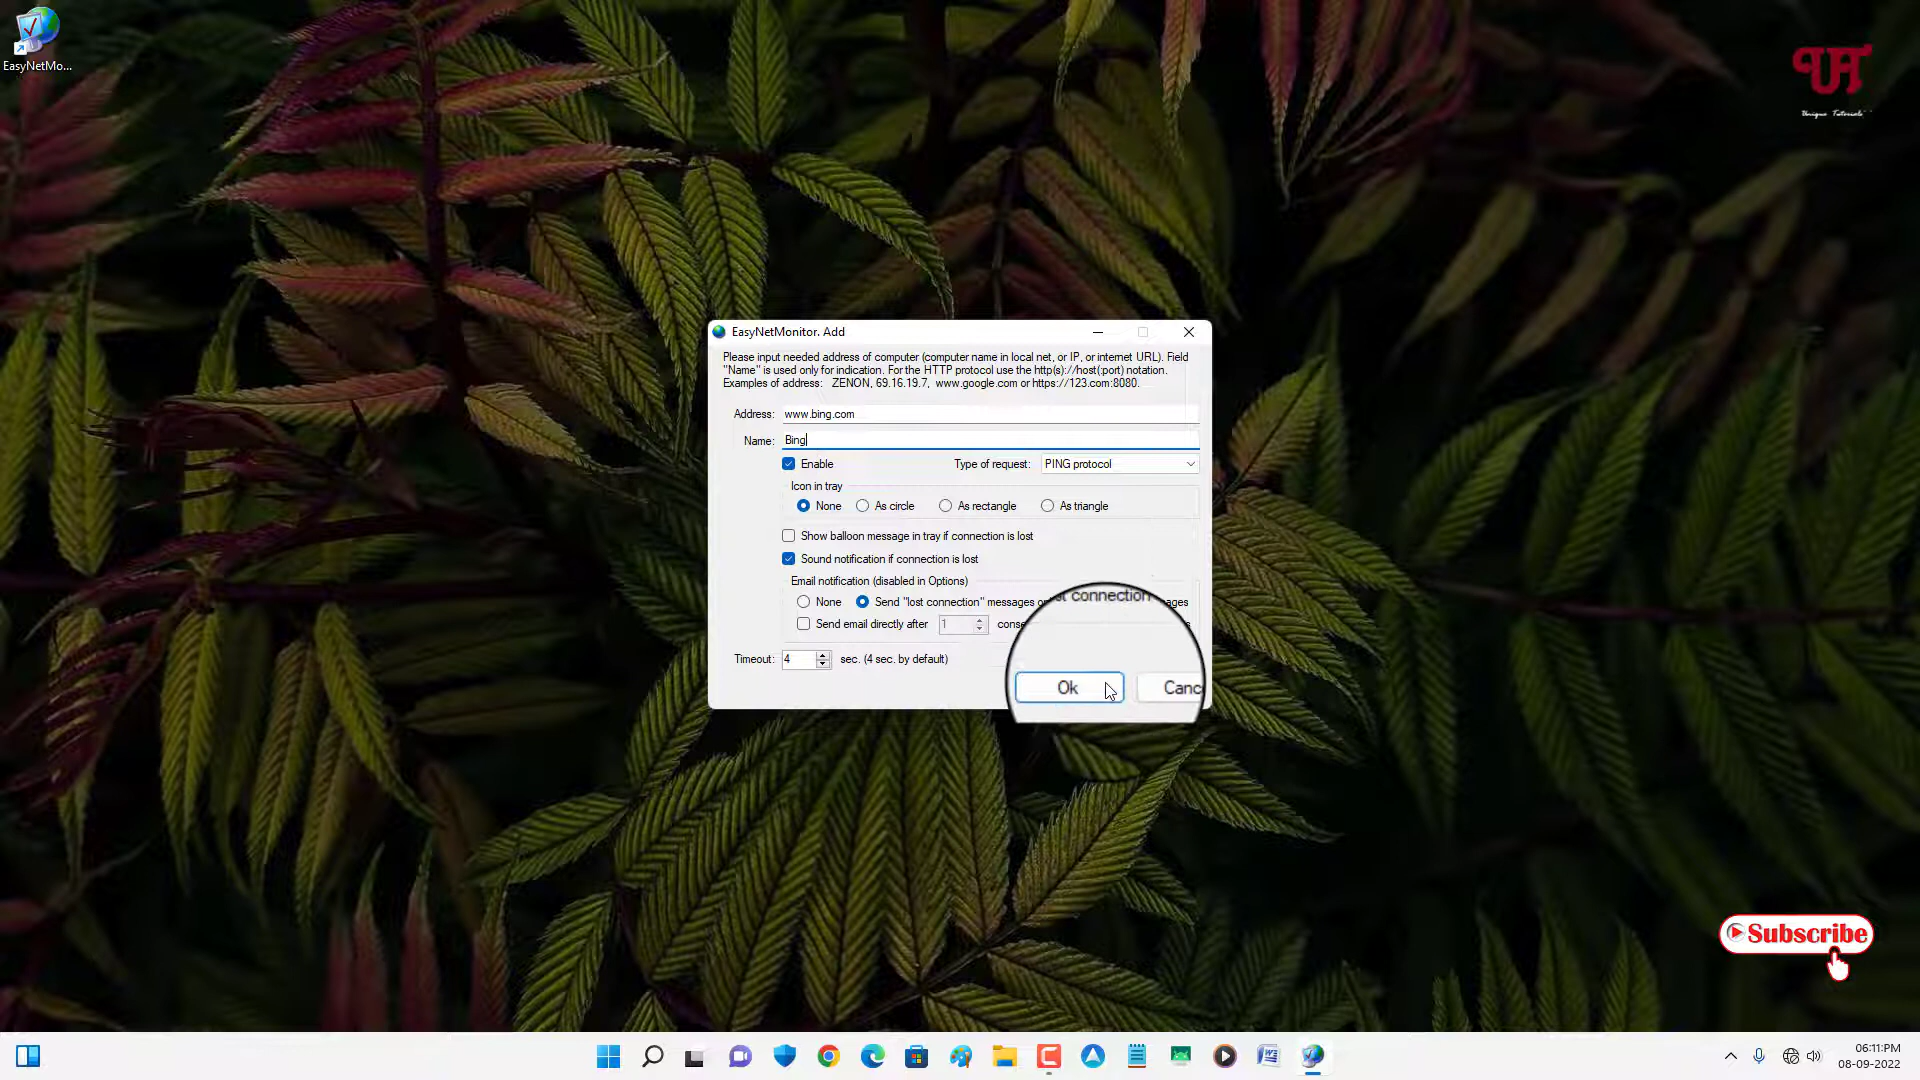 EasyNetMo...
UT
Unique Tutorials
EasyNetMonitor. Add
Please input needed address of computer (computer name in local net, or IP, or internet URL). Field
"Name" is used only for indication. For the HTTP protocol use the http(s)://host(:port) notation.
Examples of address: ZENON, 69.16.19.7, www.google.com or https://123.com:8080.
Address: www.bing.com
Name: Bing
Enable Type of request: PING protocol
Icon in tray
None As circle As rectangle As triangle
Show balloon message in tray if connection is lost
Sound notification if connection is lost
Email notification (disabled in Options)
None Send "lost connection" messages
connection
Send email directly after 1
Timeout: 4 sec. (4 sec. by default)
Ok Canc
Subscribe
06:11:PM
08-09-2022